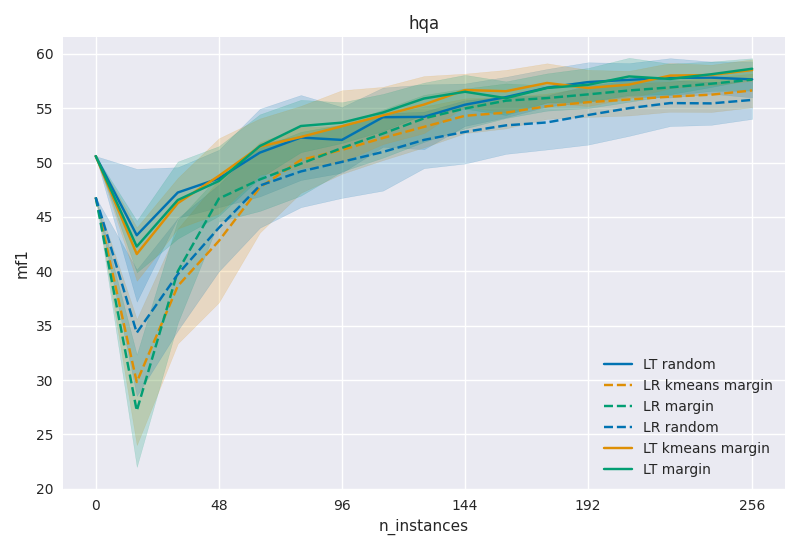 hqa
60
55
50
45
40
35
30
25
20
mf1
0 48 96 144 192 256
n_instances
LT random
LR kmeans margin
LR margin
LR random
LT kmeans margin
LT margin